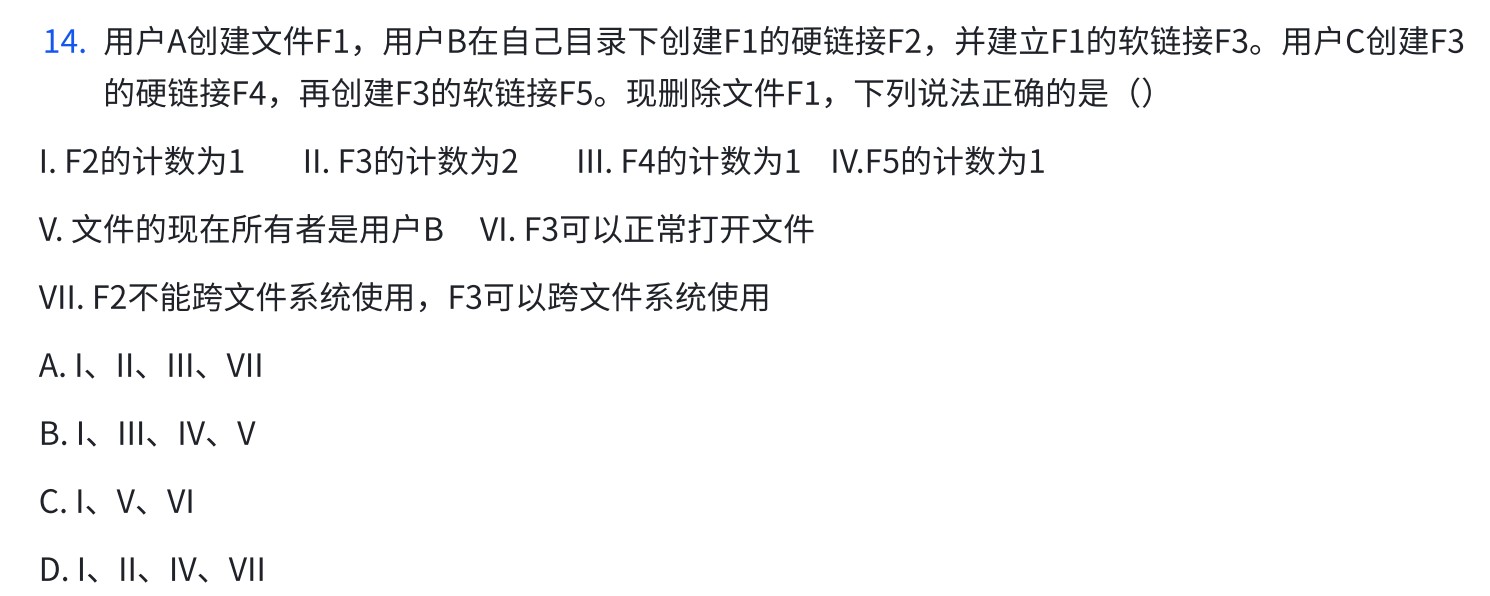 14. 用户A创建文件F1，用户B在自己目录下创建F1的硬链接F2，并建立F1的软链接F3。用户C创建F3
的硬链接F4，再创建F3的软链接F5。现删除文件F1，下列说法正确的是（）
I. F2的计数为1 II. F3的计数为2 III. F4的计数为1 IV.F5的计数为1
V. 文件的现在所有者是用户B VI. F3可以正常打开文件
VII. F2不能跨文件系统使用，F3可以跨文件系统使用
A. I、II、III、VII
B. I、III、IV、V
C. I、V、VI
D. I、II、IV、VII